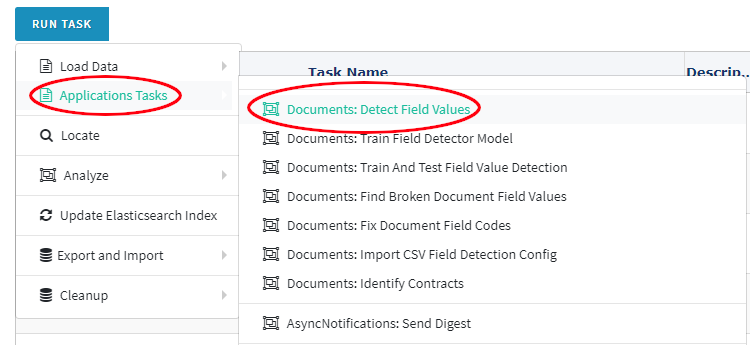 RUN TASK
Load Data
Applications Tasks
Locate
Analyze
Update Elasticsearch Index
Export and Import
Cleanup
Task Name
Descrip..
Documents: Detect Field Values
Documents: Train Field Detector Model
Documents: Train And Test Field Value Detection
Documents: Find Broken Document Field Values
Documents: Fix Document Field Codes
Documents: Import CSV Field Detection Config
Documents: Identify Contracts
AsyncNotifications: Send Digest